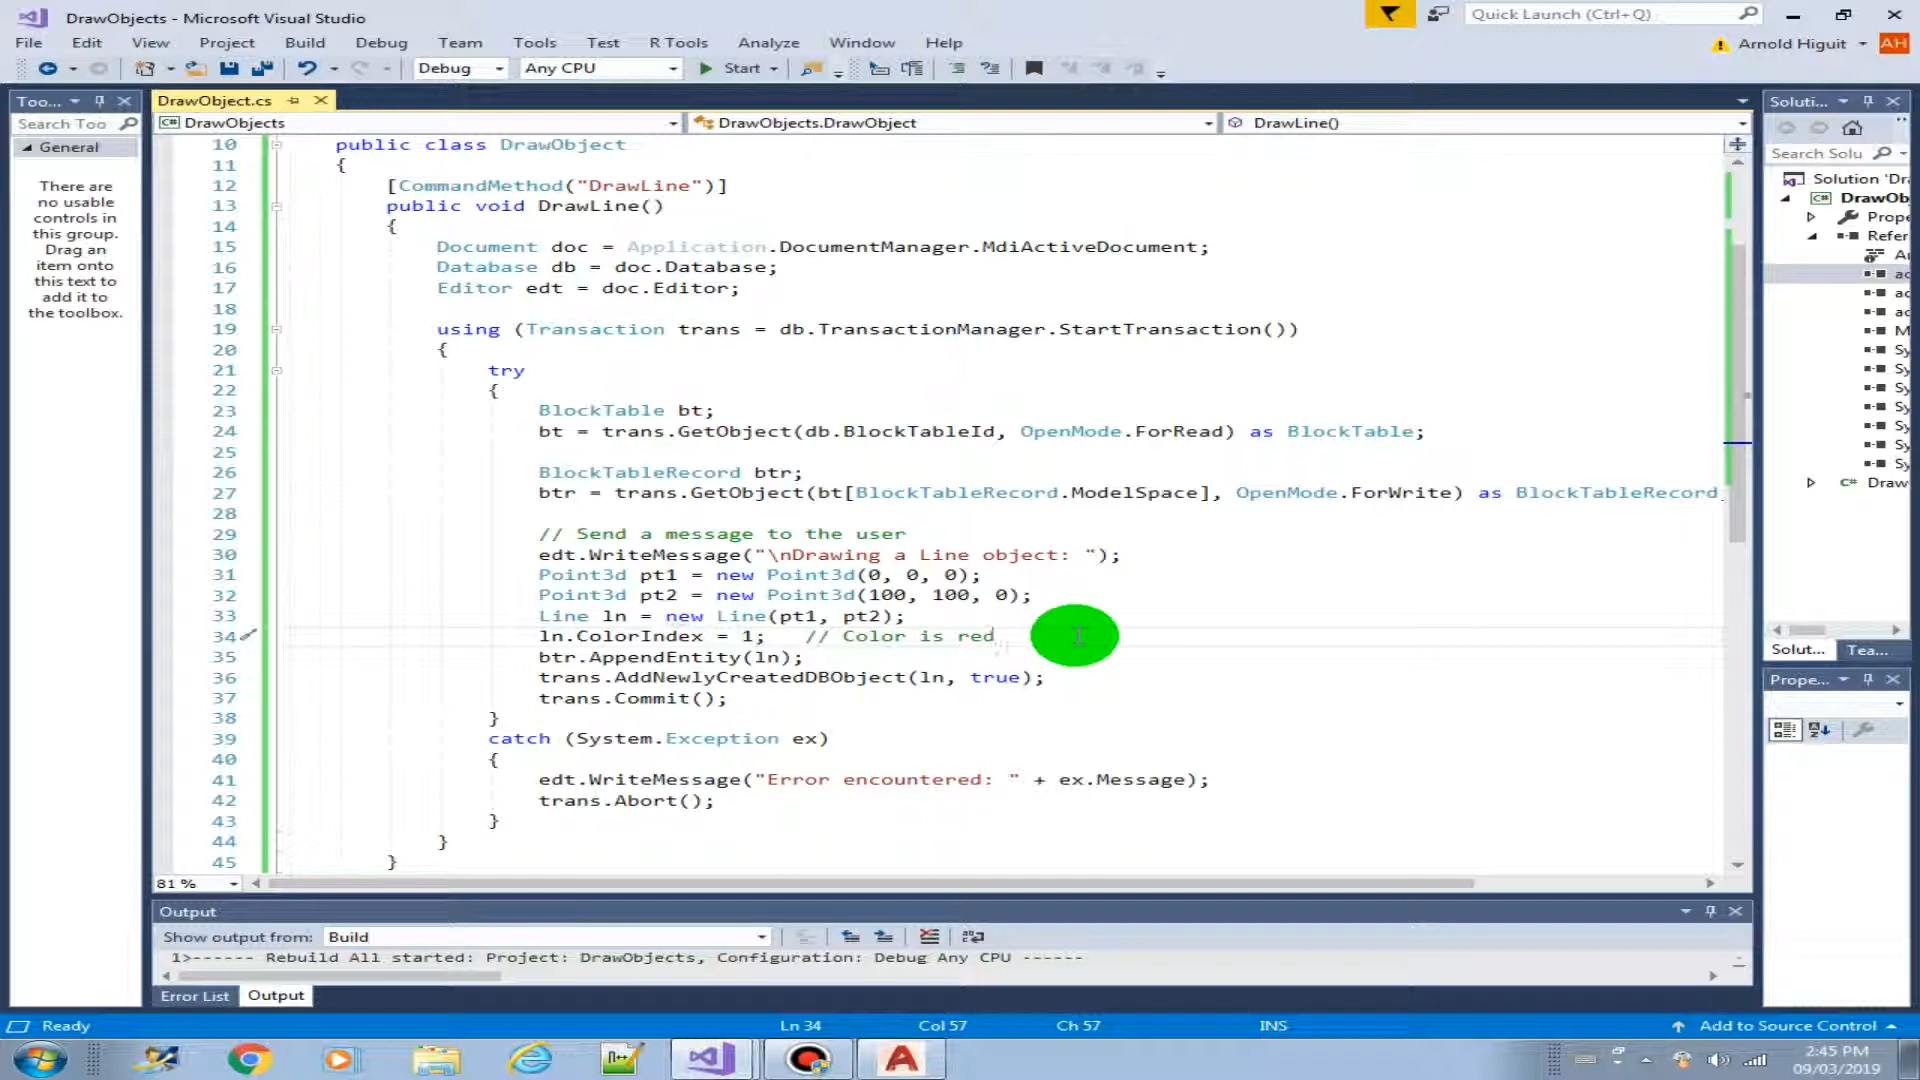 DrawObjects - Microsoft Visual Studio
Quick Launch (Ctrl+Q)
File Edit View Project Build Debug Team Tools Test R Tools Analyze Window Help
Arnold Higuit AH
Debug Any CPU Start
Too...
DrawObject.cs
Soluti...
Search Too
DrawObjects
DrawObjects.DrawObject
DrawLine()
General
There are
no usable
controls in
this group.
Drag an
item onto
this text to
add it to
the toolbox.
10 public class DrawObject
11 {
12 [CommandMethod("DrawLine")]
13 public void DrawLine()
14 {
15 Document doc = Application.DocumentManager.MdiActiveDocument;
16 Database db = doc.Database;
17 Editor edt = doc.Editor;
18
19 using (Transaction trans = db.TransactionManager.StartTransaction())
20 {
21 try
22 {
23 BlockTable bt;
24 bt = trans.GetObject(db.BlockTableId, OpenMode.ForRead) as BlockTable;
25
26 BlockTableRecord btr;
27 btr = trans.GetObject(bt[BlockTableRecord.ModelSpace], OpenMode.ForWrite) as BlockTableRecord
28
29 // Send a message to the user
30 edt.WriteMessage("\nDrawing a Line object: ");
31 Point3d pt1 = new Point3d(0, 0, 0);
32 Point3d pt2 = new Point3d(100, 100, 0);
33 Line ln = new Line(pt1, pt2);
34 ln.ColorIndex = 1; // Color is red
35 btr.AppendEntity(ln);
36 trans.AddNewlyCreatedDBObject(ln, true);
37 trans.Commit();
38 }
39 catch (System.Exception ex)
40 {
41 edt.WriteMessage("Error encountered: " + ex.Message);
42 trans.Abort();
43 }
44 }
45 }
81 %
Search Solu
Solution 'Dr
DrawOb
Prope
Refer
ac
ac
ac
M
Sy
Sy
Sy
Sy
Sy
Sy
Sy
Draw
Solut... Tea...
Prope...
Output
Show output from: Build
1>------ Rebuild All started: Project: DrawObjects, Configuration: Debug Any CPU ------
Error List Output
Ready
Ln 34
Col 57
Ch 57
INS
Add to Source Control
2:45 PM
09/03/2019